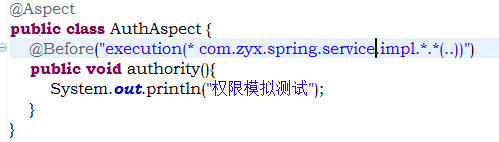 @Aspect
public class AuthAspect {
@Before("execution(* com.zyx.spring.service.impl.*.*(..))")
public void authority(){
System.out.println("权限模拟测试");
}
}